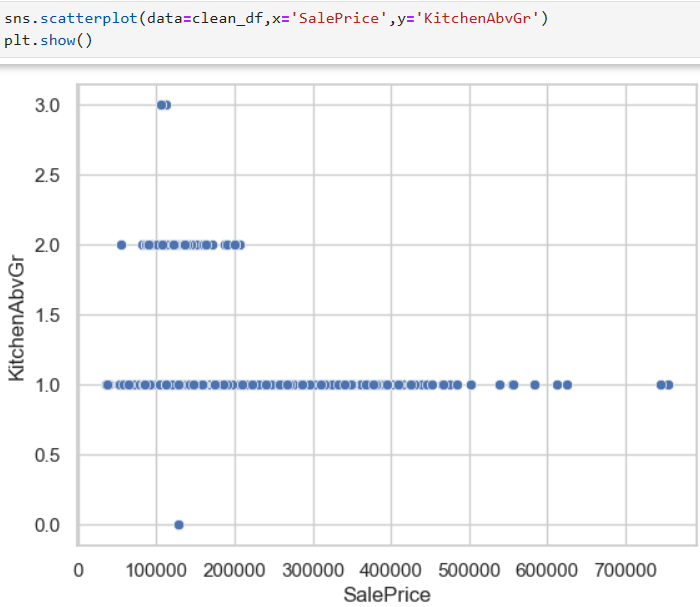 sns.scatterplot(data=clean_df,x='SalePrice',y='KitchenAbvGr')
plt.show()
3.0
2.5
2.0
1.5
1.0
0.5
0.0
KitchenAbvGr
0 100000 200000 300000 400000 500000 600000 700000
SalePrice